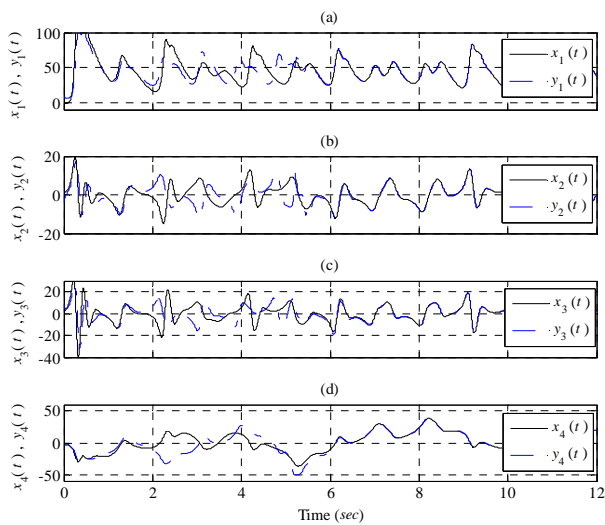 (a)
x1(t) , y1(t)
100
50
0
x1(t)
y1(t)
(b)
x2(t) , y2(t)
20
0
-20
x2(t)
y2(t)
(c)
x3(t) , y3(t)
20
0
-20
-40
x3(t)
y3(t)
(d)
x4(t) , y4(t)
50
0
-50
x4(t)
y4(t)
0 2 4 6 8 10 12
Time (sec)